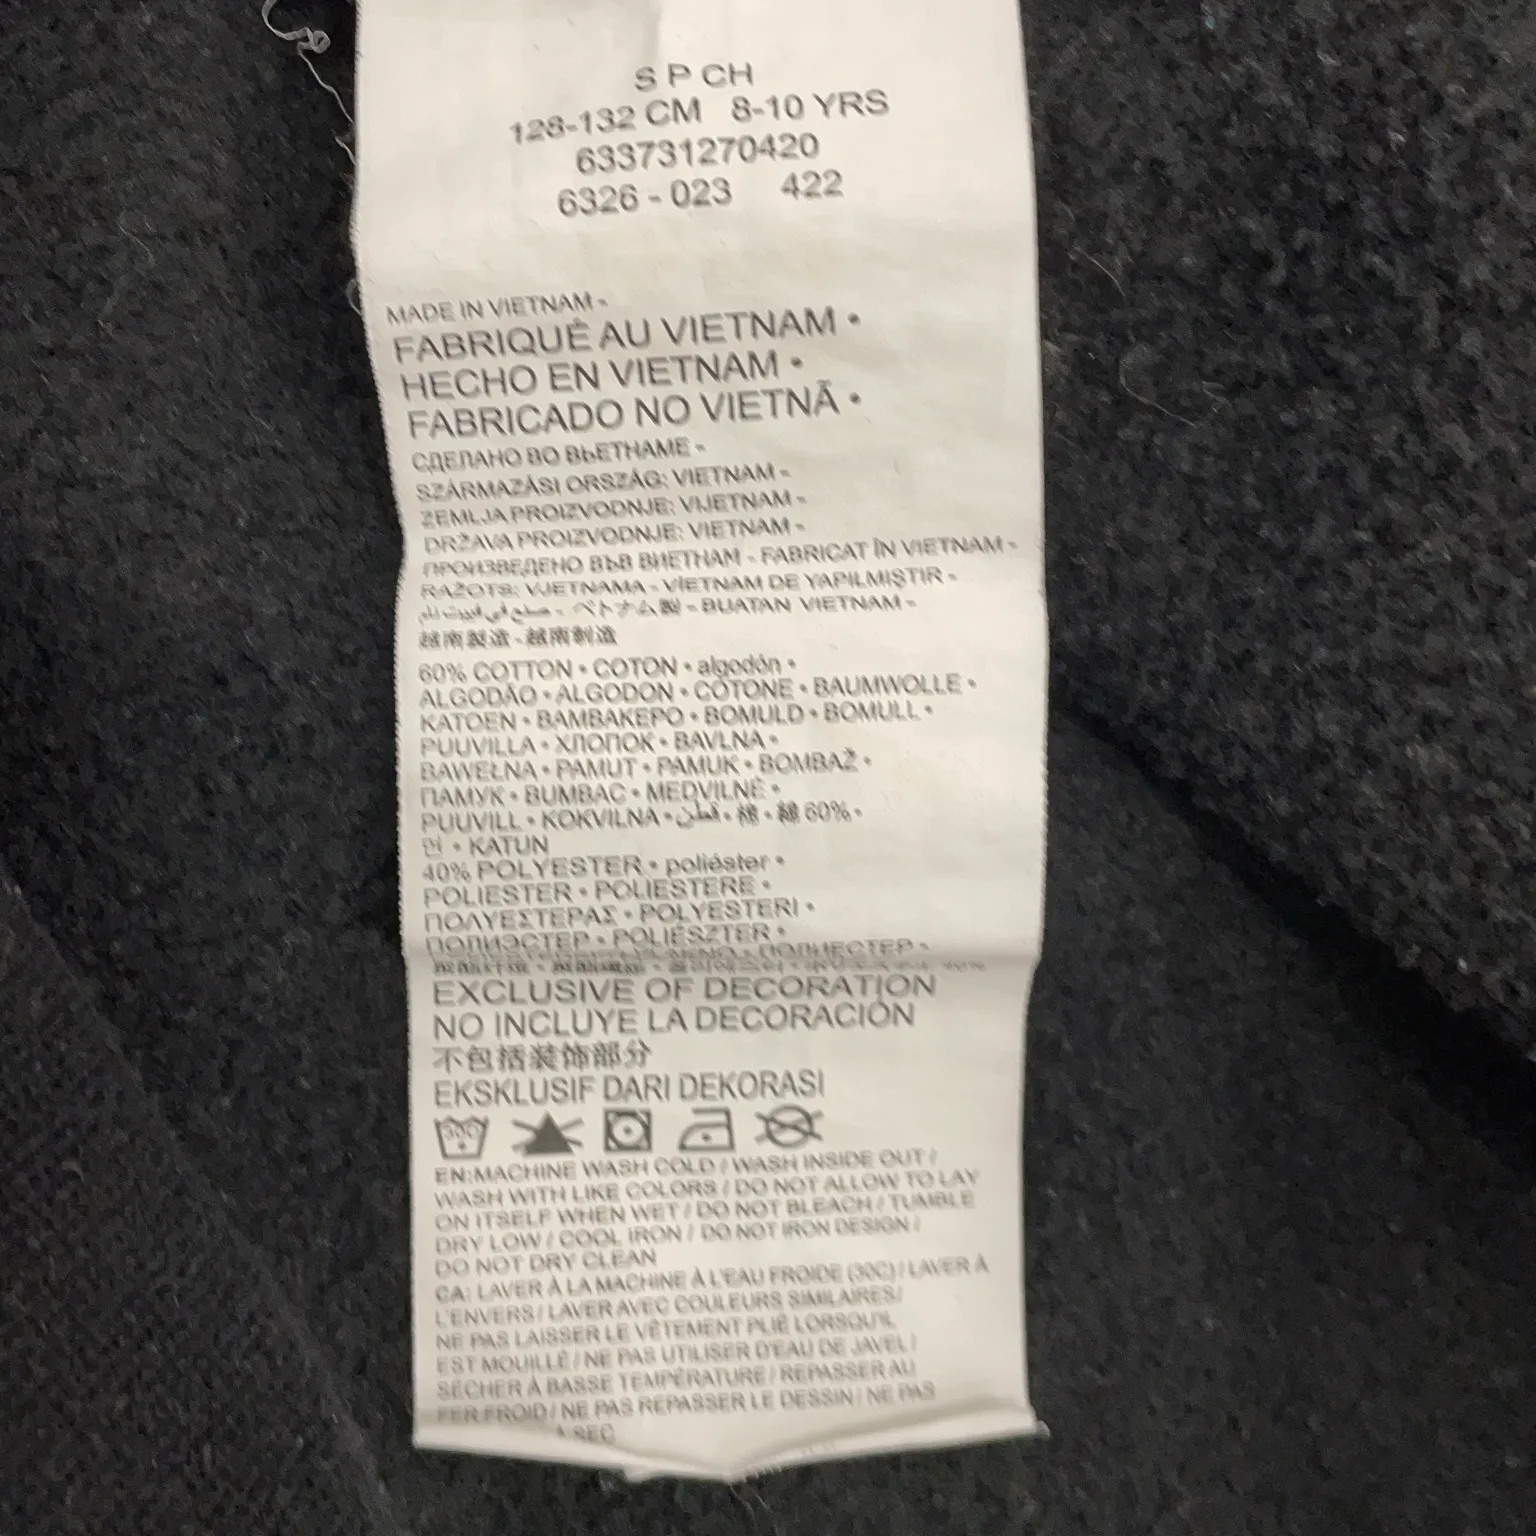 S P CH
128-132 CM 8-10 YRS
633731270420
6326 - 023 422
MADE IN VIETNAM -
FABRIQUÉ AU VIETNAM •
HECHO EN VIETNAM •
FABRICADO NO VIETNÃ •
СДЕЛАНО ВО ВЬЕТНАМЕ -
SZÁRMAZÁSI ORSZÁG: VIETNAM -
ZEMLJA PROIZVODNJE: VIJETNAM -
DRŽAVA PROIZVODNJE: VIETNAM -
ПРОИЗВЕДЕНО ВЪВ ВИЕТНАМ - FABRICAT ÎN VIETNAM -
RAŽOTS: VJETNAMA - VİETNAM DE YAPILMIŞTIR -
ベトナム製 - BUATAN VIETNAM -
越南製造 - 越南制造
60% COTTON • COTON • algodón •
ALGODÃO • ALGODON • COTONE • BAUMWOLLE •
KATOEN • BAMBAKEPO • BOMULD • BOMULL •
PUUVILLA • ХЛОПОК • BAVLNA •
BAWEŁNA • PAMUT • PAMUK • BOMBAŽ •
ПАМУК • BUMBAC • MEDVILNĖ •
PUUVILL • KOKVILNA • قطن • 棉 • 綿 60% •
면 • KATUN
40% POLYESTER • poliéster •
POLIESTER • POLIESTERE •
ΠΟΛΥΕΣΤΕΡΑΣ • POLYESTERI •
ПОЛИЭСТЕР • POLIÉSZTER •
ПОЛИЕСТЕР •
EXCLUSIVE OF DECORATION
NO INCLUYE LA DECORACIÓN
不包括装饰部分
EKSKLUSIF DARI DEKORASI
30C
EN:MACHINE WASH COLD / WASH INSIDE OUT /
WASH WITH LIKE COLORS / DO NOT ALLOW TO LAY
ON ITSELF WHEN WET / DO NOT BLEACH / TUMBLE
DRY LOW / COOL IRON / DO NOT IRON DESIGN /
DO NOT DRY CLEAN
CA: LAVER À LA MACHINE À L'EAU FROIDE (30C) / LAVER À
L'ENVERS / LAVER AVEC COULEURS SIMILAIRES /
NE PAS LAISSER LE VÊTEMENT PLIÉ LORSQU'IL
EST MOUILLÉ / NE PAS UTILISER D'EAU DE JAVEL /
SÉCHER À BASSE TEMPÉRATURE / REPASSER AU
FER FROID / NE PAS REPASSER LE DESSIN / NE PAS
À SEC